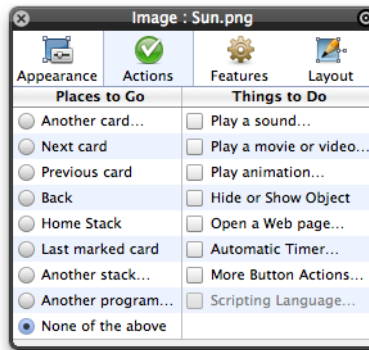 Image : Sun.png
Appearance Actions Features Layout
Places to Go Things to Do
Another card... Play a sound...
Next card Play a movie or video...
Previous card Play animation...
Back Hide or Show Object
Home Stack Open a Web page...
Last marked card Automatic Timer...
Another stack... More Button Actions...
Another program... Scripting Language...
None of the above